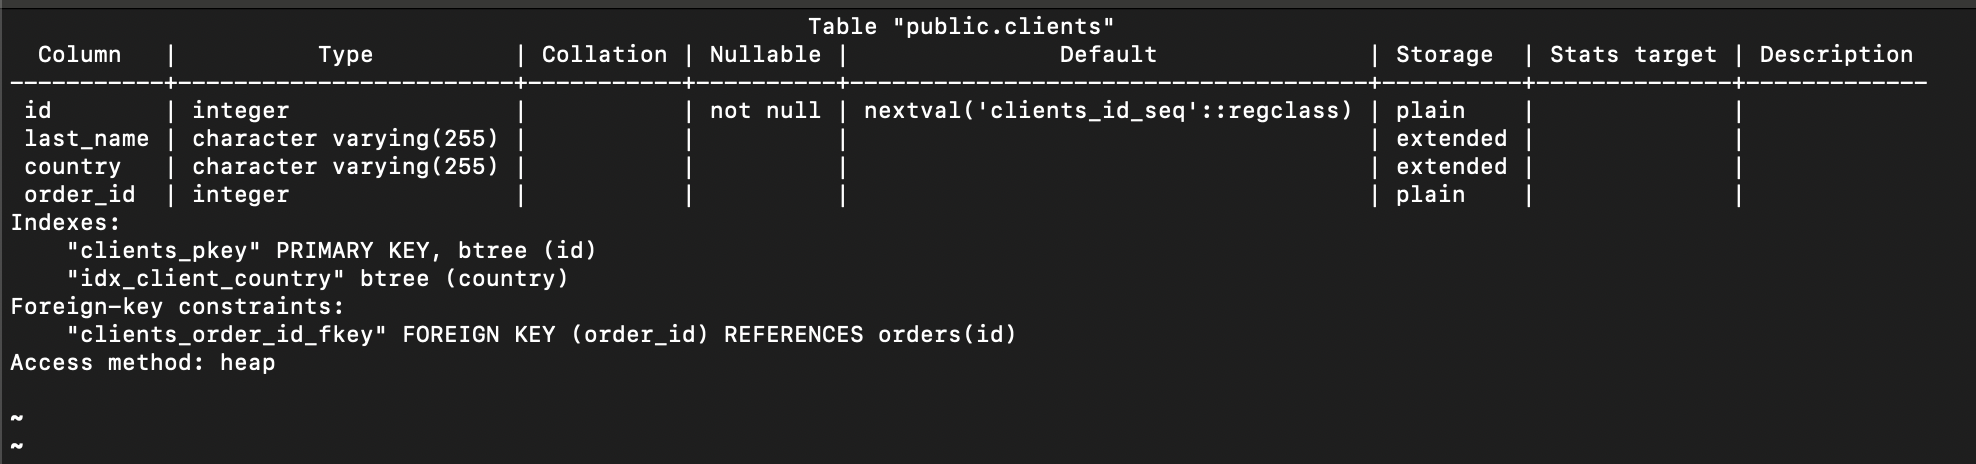 Table "public.clients"
Column | Type | Collation | Nullable | Default | Storage | Stats target | Description
-----------+------------------------+-----------+----------+-------------------------------------+----------+--------------+-------------
id | integer | | not null | nextval('clients_id_seq'::regclass) | plain | |
last_name | character varying(255) | | | | extended | |
country | character varying(255) | | | | extended | |
order_id | integer | | | | plain | |
Indexes:
"clients_pkey" PRIMARY KEY, btree (id)
"idx_client_country" btree (country)
Foreign-key constraints:
"clients_order_id_fkey" FOREIGN KEY (order_id) REFERENCES orders(id)
Access method: heap
~
~